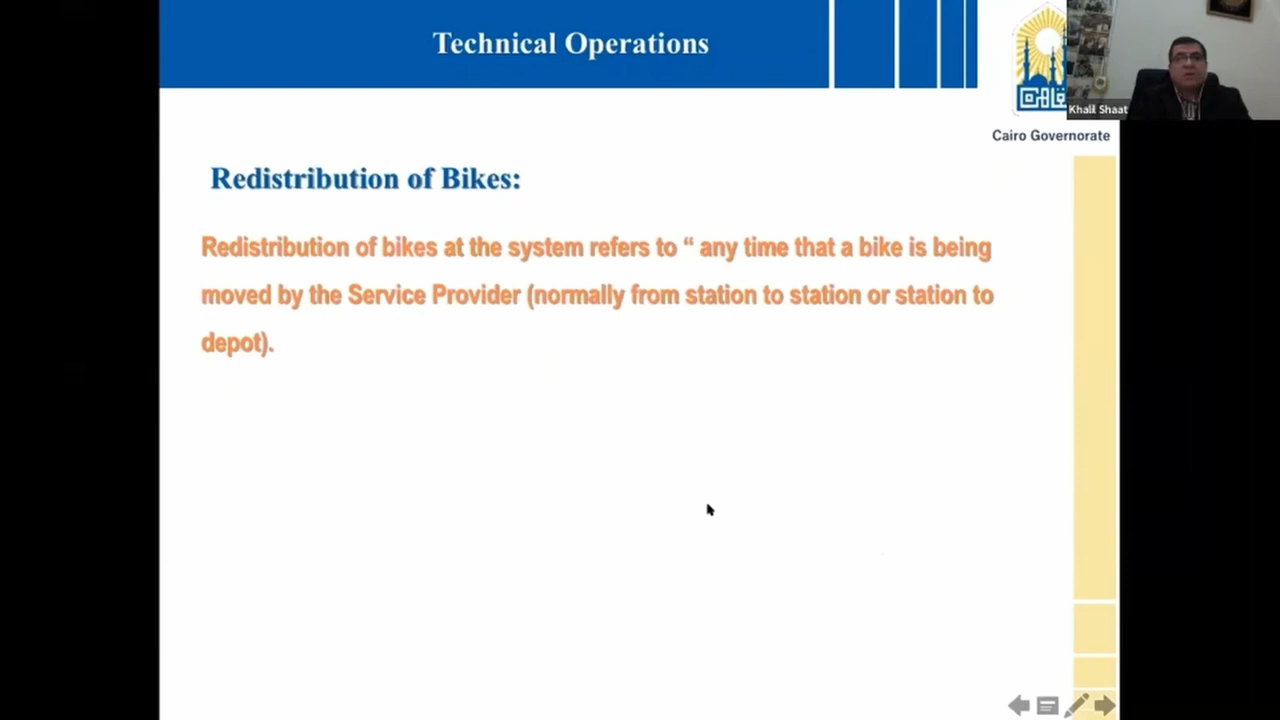 Technical Operations
Khalil Shaat
Cairo Governorate
Redistribution of Bikes:
Redistribution of bikes at the system refers to “ any time that a bike is being
moved by the Service Provider (normally from station to station or station to
depot).